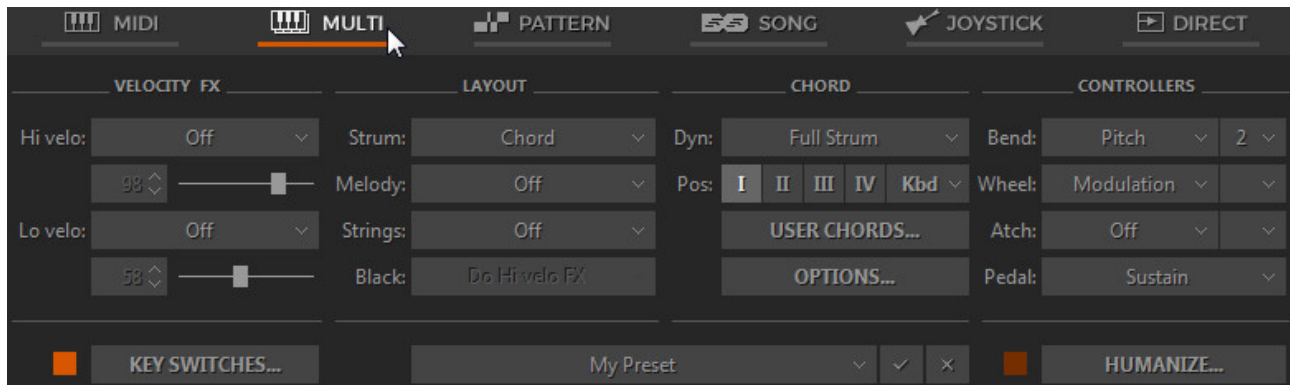 MIDI MULTI PATTERN SONG JOYSTICK DIRECT
VELOCITY FX LAYOUT CHORD CONTROLLERS
Hi velo: Off Strum: Chord Dyn: Full Strum Bend: Pitch 2
98 Melody: Off Pos: I II III IV Kbd Wheel: Modulation
Lo velo: Off Strings: Off USER CHORDS... Atch: Off
58 Black: Do Hi velo FX OPTIONS... Pedal: Sustain
KEY SWITCHES... My Preset HUMANIZE...